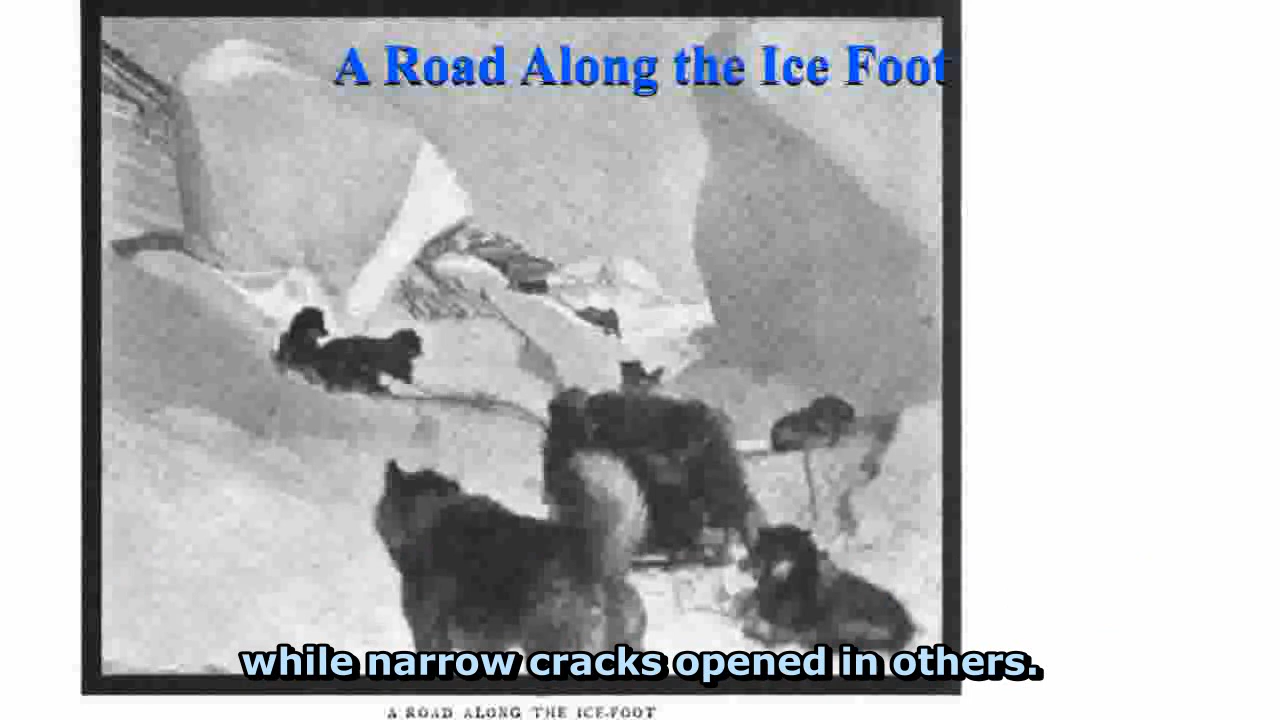 A Road Along the Ice Foot
while narrow cracks opened in others.
A ROAD ALONG THE ICE-FOOT